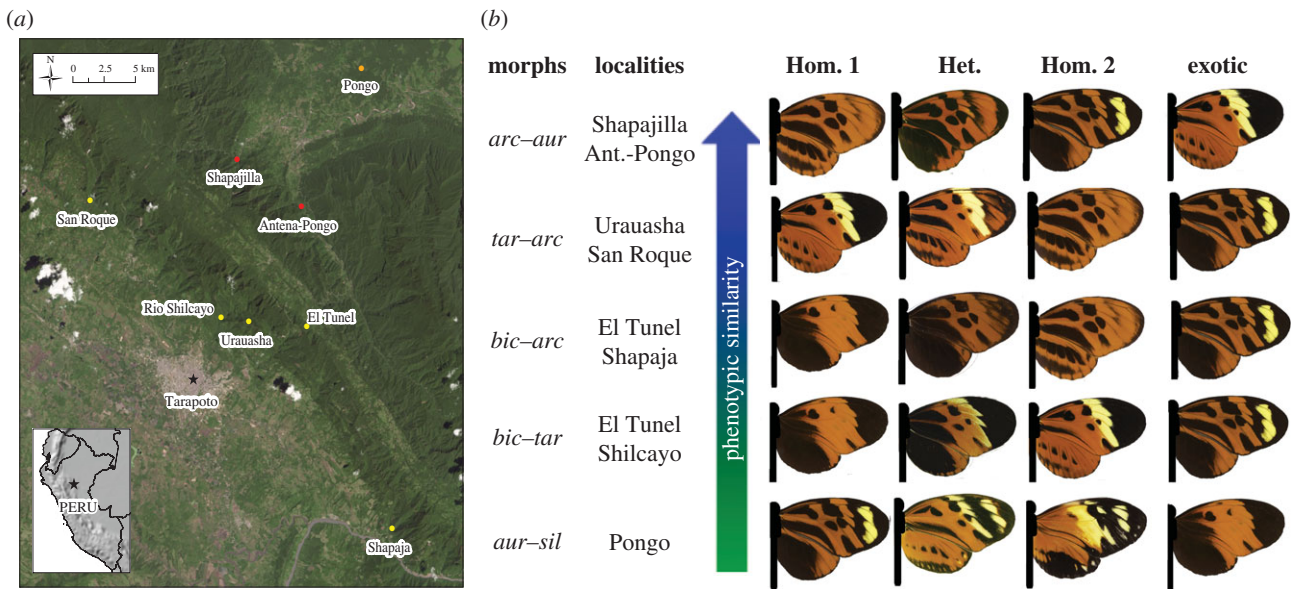 (a)
N
0 2.5 5 km
Pongo
Shapajilla
San Roque
Antena-Pongo
Rio Shilcayo
El Tunel
Urauasha
Tarapoto
PERU
Shapaja
(b)
morphs localities Hom. 1 Het. Hom. 2 exotic
arc–aur Shapajilla
Ant.-Pongo
tar–arc Urauasha
San Roque
bic–arc El Tunel
Shapaja
bic–tar El Tunel
Shilcayo
aur–sil Pongo
phenotypic similarity